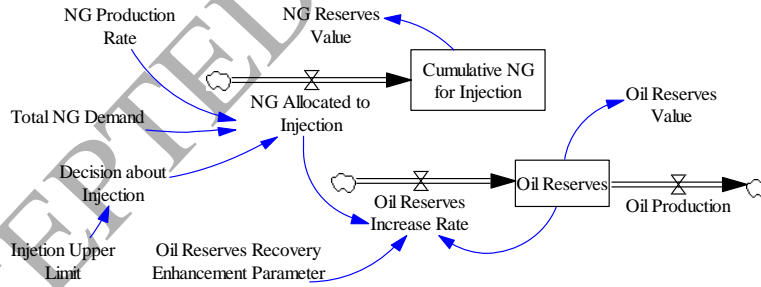 NG Production
Rate
NG Reserves
Value
Cumulative NG
for Injection
NG Allocated to
Injection
Total NG Demand
Oil Reserves
Value
Decision about
Injection
Oil Reserves
Oil Reserves
Increase Rate
Oil Production
Injetion Upper
Limit
Oil Reserves Recovery
Enhancement Parameter
EPTED